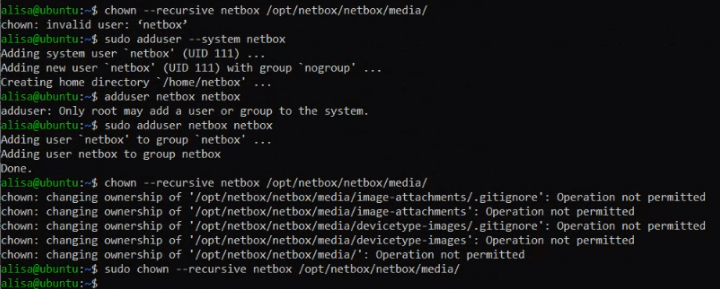 alisa@ubuntu:~$ chown --recursive netbox /opt/netbox/netbox/media/
chown: invalid user: ‘netbox’
alisa@ubuntu:~$ sudo adduser --system netbox
Adding system user `netbox' (UID 111) ...
Adding new user `netbox' (UID 111) with group `nogroup' ...
Creating home directory `/home/netbox' ...
alisa@ubuntu:~$ adduser netbox netbox
adduser: Only root may add a user or group to the system.
alisa@ubuntu:~$ sudo adduser netbox netbox
Adding user `netbox' to group `netbox' ...
Adding user netbox to group netbox
Done.
alisa@ubuntu:~$ chown --recursive netbox /opt/netbox/netbox/media/
chown: changing ownership of '/opt/netbox/netbox/media/image-attachments/.gitignore': Operation not permitted
chown: changing ownership of '/opt/netbox/netbox/media/image-attachments': Operation not permitted
chown: changing ownership of '/opt/netbox/netbox/media/devicetype-images/.gitignore': Operation not permitted
chown: changing ownership of '/opt/netbox/netbox/media/devicetype-images': Operation not permitted
chown: changing ownership of '/opt/netbox/netbox/media/': Operation not permitted
alisa@ubuntu:~$ sudo chown --recursive netbox /opt/netbox/netbox/media/
alisa@ubuntu:~$